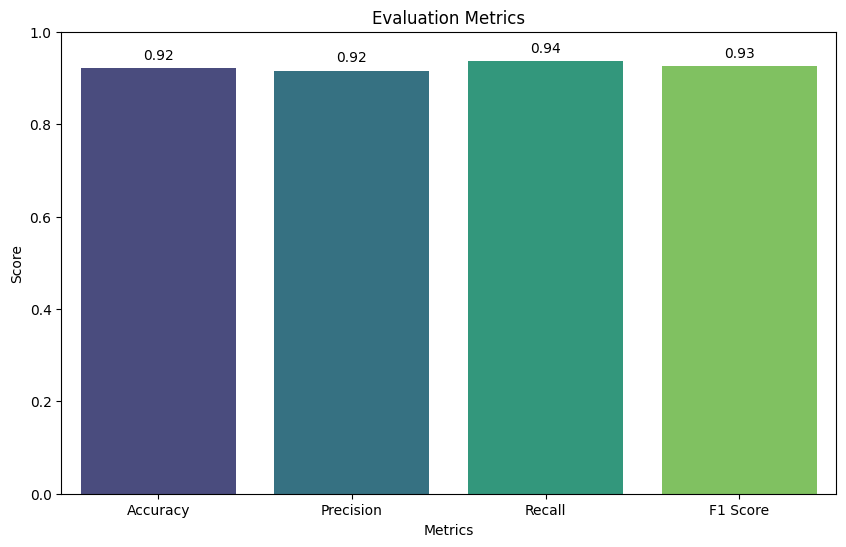 Evaluation Metrics
1.0
0.8
0.6
0.4
0.2
0.0
Score
0.92
0.92
0.94
0.93
Accuracy
Precision
Recall
F1 Score
Metrics